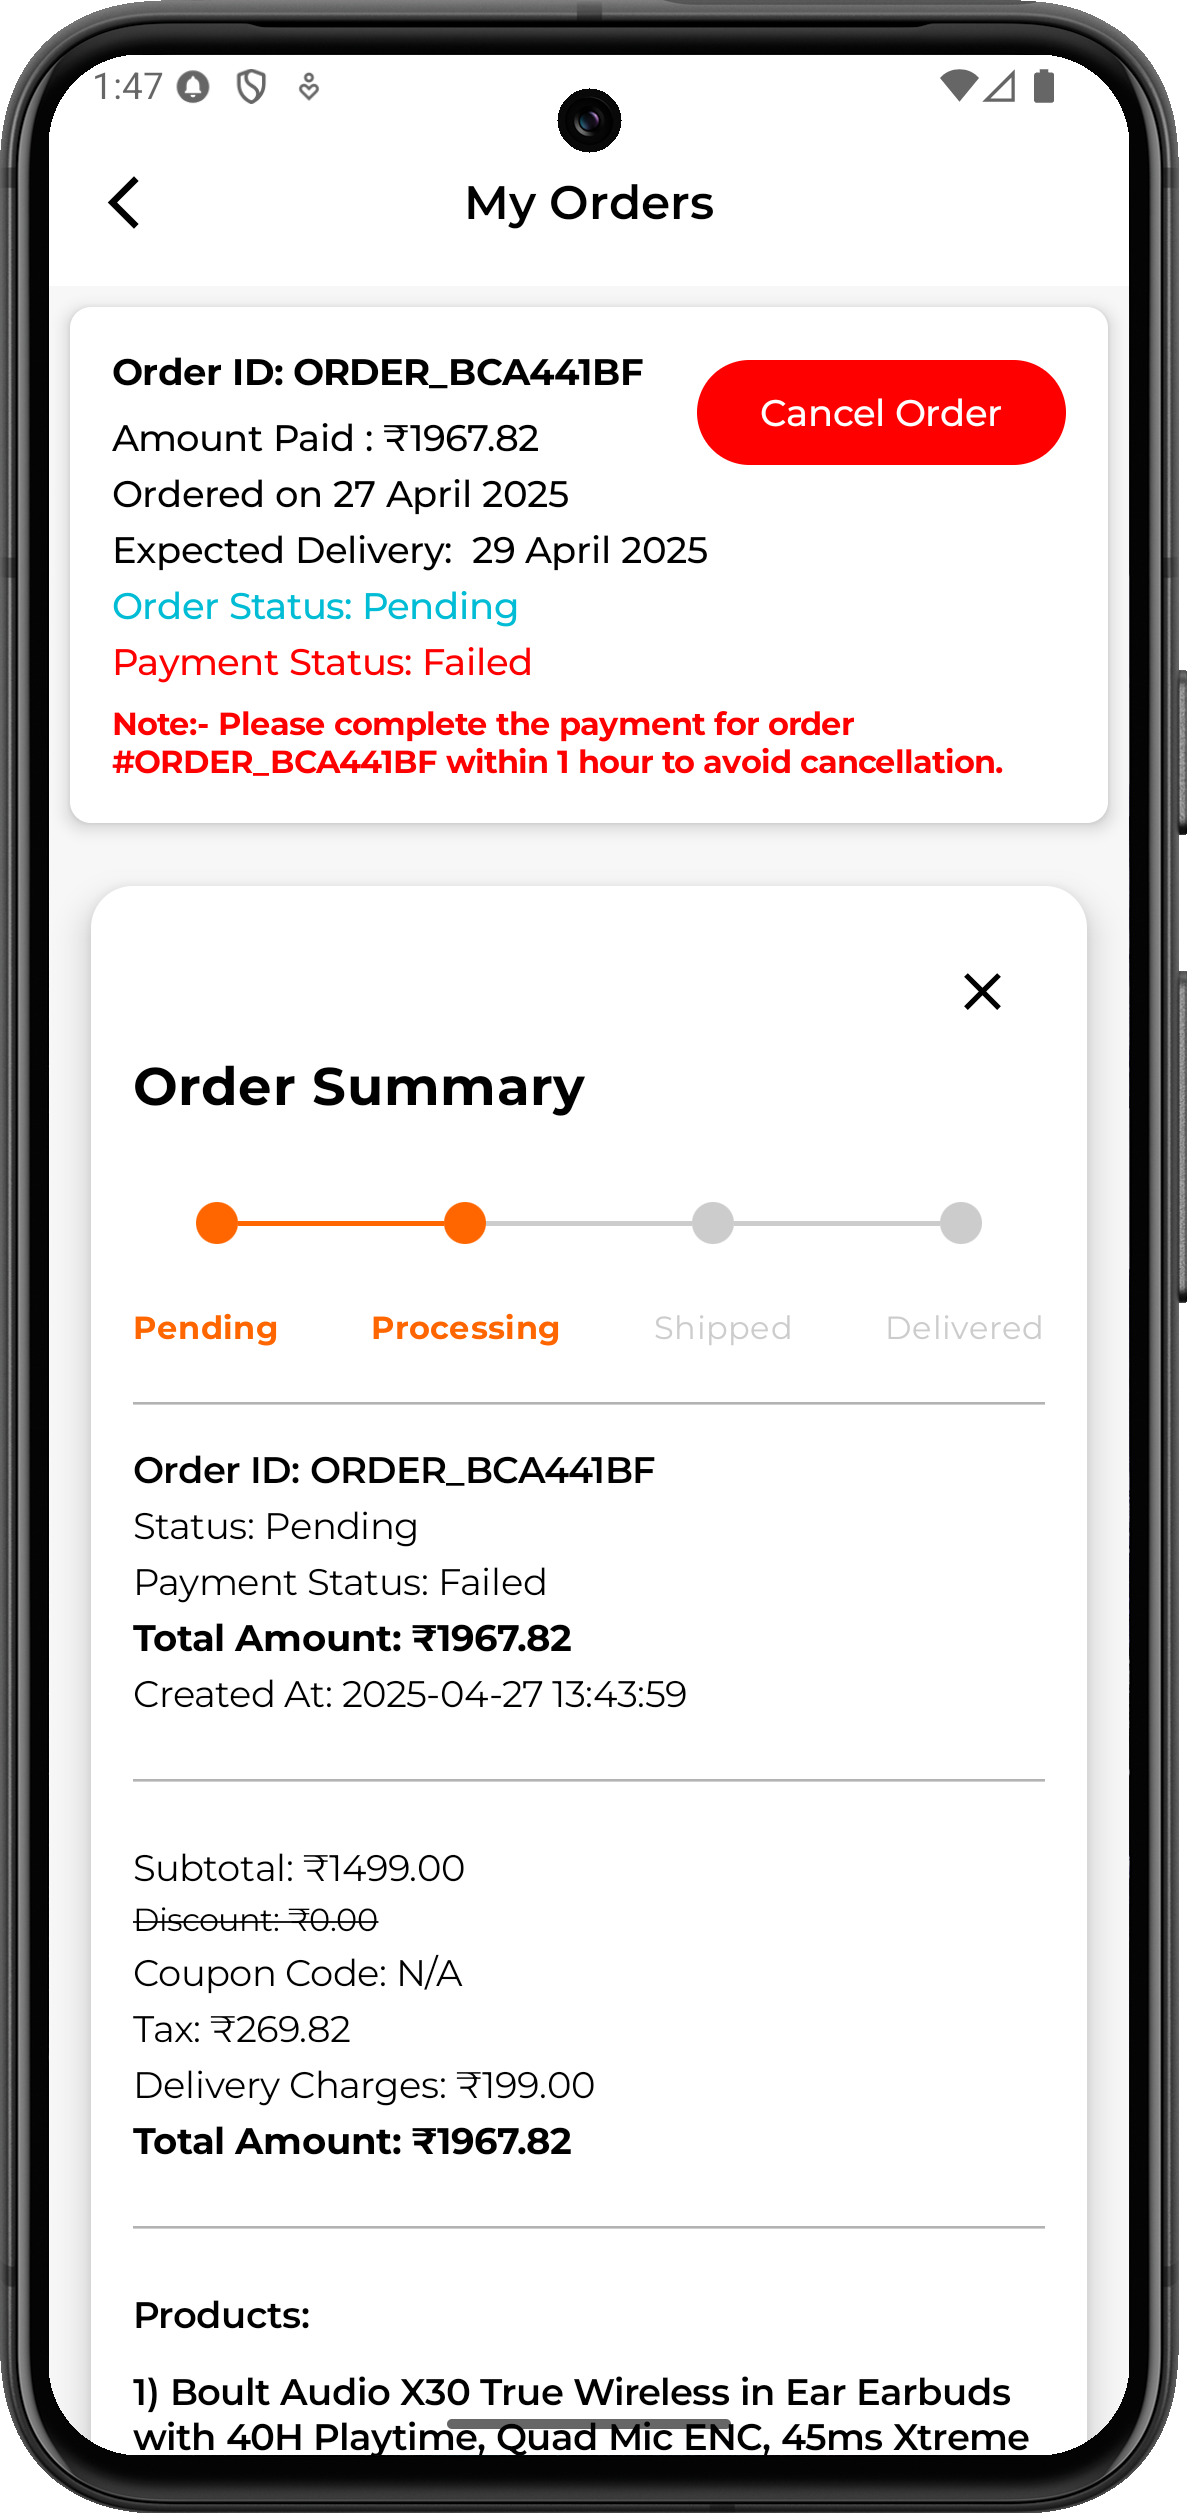 1:47
My Orders
Order ID: ORDER_BCA441BF
Cancel Order
Amount Paid : ₹1967.82
Ordered on 27 April 2025
Expected Delivery:  29 April 2025
Order Status: Pending
Payment Status: Failed
Note:- Please complete the payment for order
#ORDER_BCA441BF within 1 hour to avoid cancellation.
Order Summary
Pending Processing Shipped Delivered
Order ID: ORDER_BCA441BF
Status: Pending
Payment Status: Failed
Total Amount: ₹1967.82
Created At: 2025-04-27 13:43:59
Subtotal: ₹1499.00
Discount: ₹0.00
Coupon Code: N/A
Tax: ₹269.82
Delivery Charges: ₹199.00
Total Amount: ₹1967.82
Products:
1) Boult Audio X30 True Wireless in Ear Earbuds
with 40H Playtime, Quad Mic ENC, 45ms Xtreme